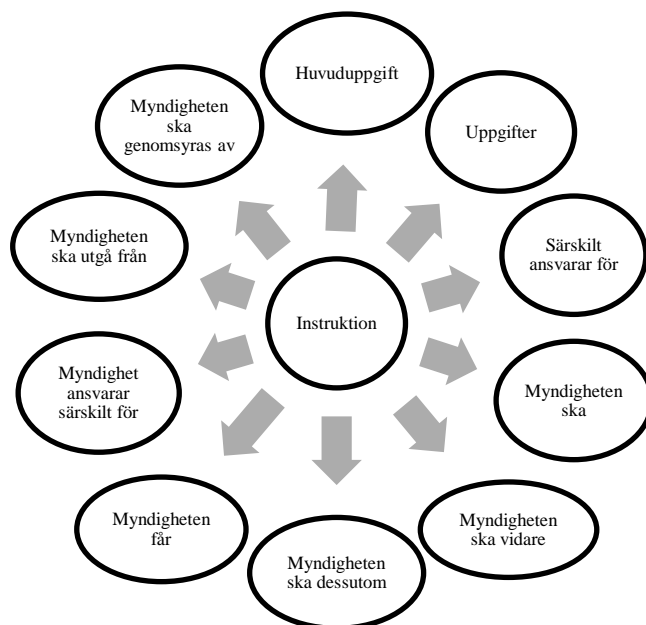 Huvuduppgift
Uppgifter
Särskilt
ansvarar för
Myndigheten
ska
Myndigheten
ska vidare
Myndigheten
ska dessutom
Myndigheten
får
Myndighet
ansvarar
särskilt för
Myndigheten
ska utgå från
Myndigheten
ska
genomsyras av
Instruktion